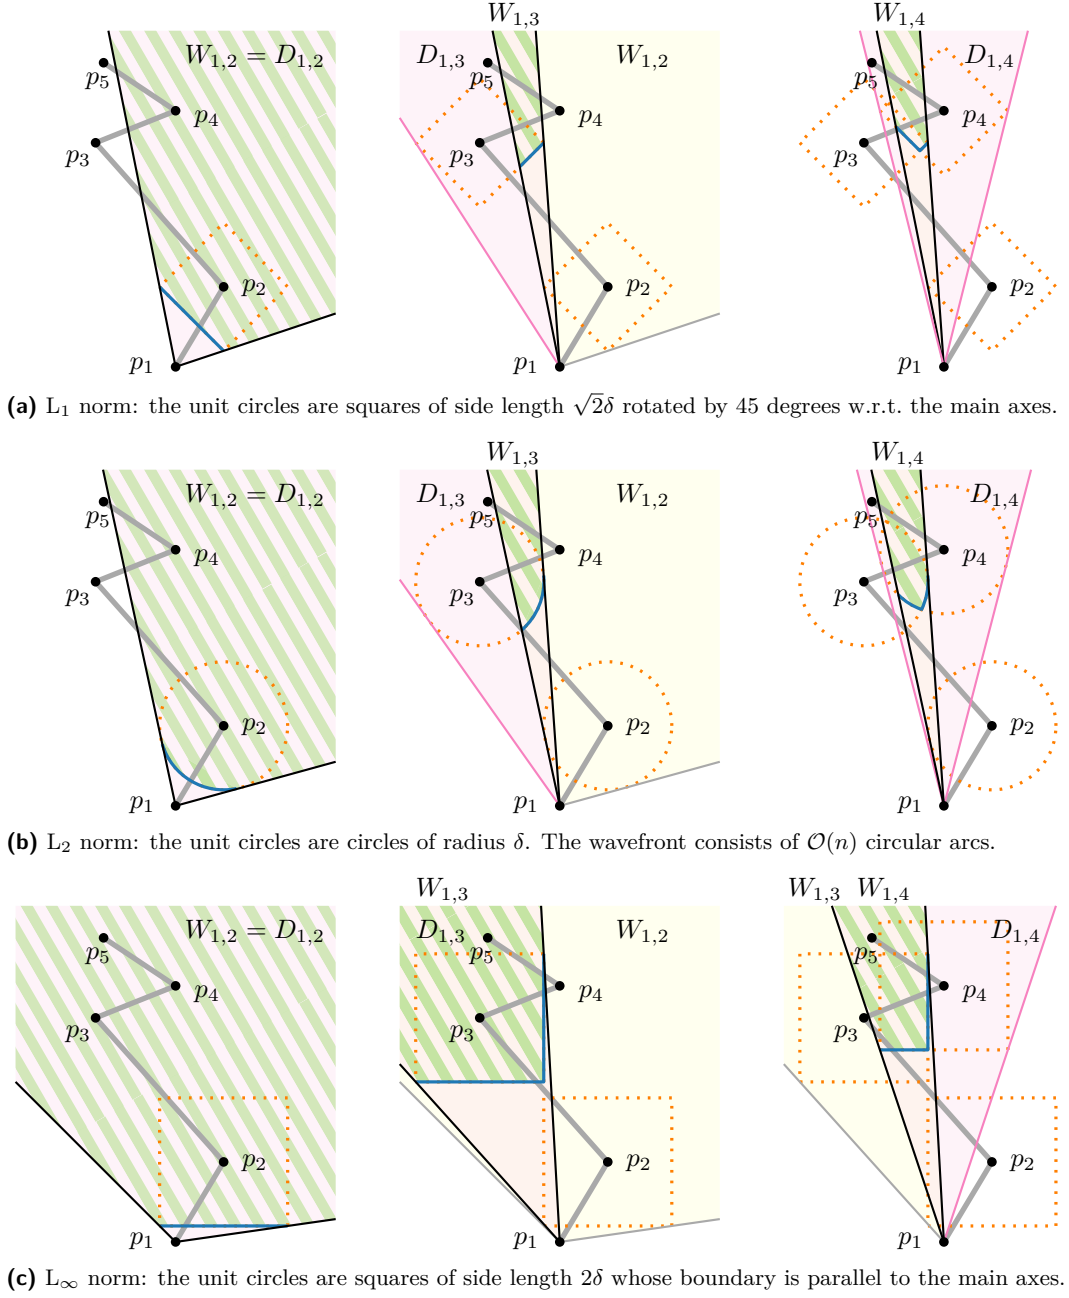 W₁,₂ = D₁,₂
p₅
p₄
p₃
p₂
p₁
W₁,₃
D₁,₃
W₁,₂
p₅
p₄
p₃
p₂
p₁
W₁,₄
D₁,₄
p₅
p₄
p₃
p₂
p₁
(a) L₁ norm: the unit circles are squares of side length √2δ rotated by 45 degrees w.r.t. the main axes.
W₁,₂ = D₁,₂
p₅
p₄
p₃
p₂
p₁
W₁,₃
D₁,₃
W₁,₂
p₅
p₄
p₃
p₂
p₁
W₁,₄
D₁,₄
p₅
p₄
p₃
p₂
p₁
(b) L₂ norm: the unit circles are circles of radius δ. The wavefront consists of 𝒪(n) circular arcs.
W₁,₂ = D₁,₂
p₅
p₄
p₃
p₂
p₁
W₁,₃
D₁,₃
W₁,₂
p₅
p₄
p₃
p₂
p₁
W₁,₃ W₁,₄
D₁,₄
p₅
p₄
p₃
p₂
p₁
(c) L∞ norm: the unit circles are squares of side length 2δ whose boundary is parallel to the main axes.